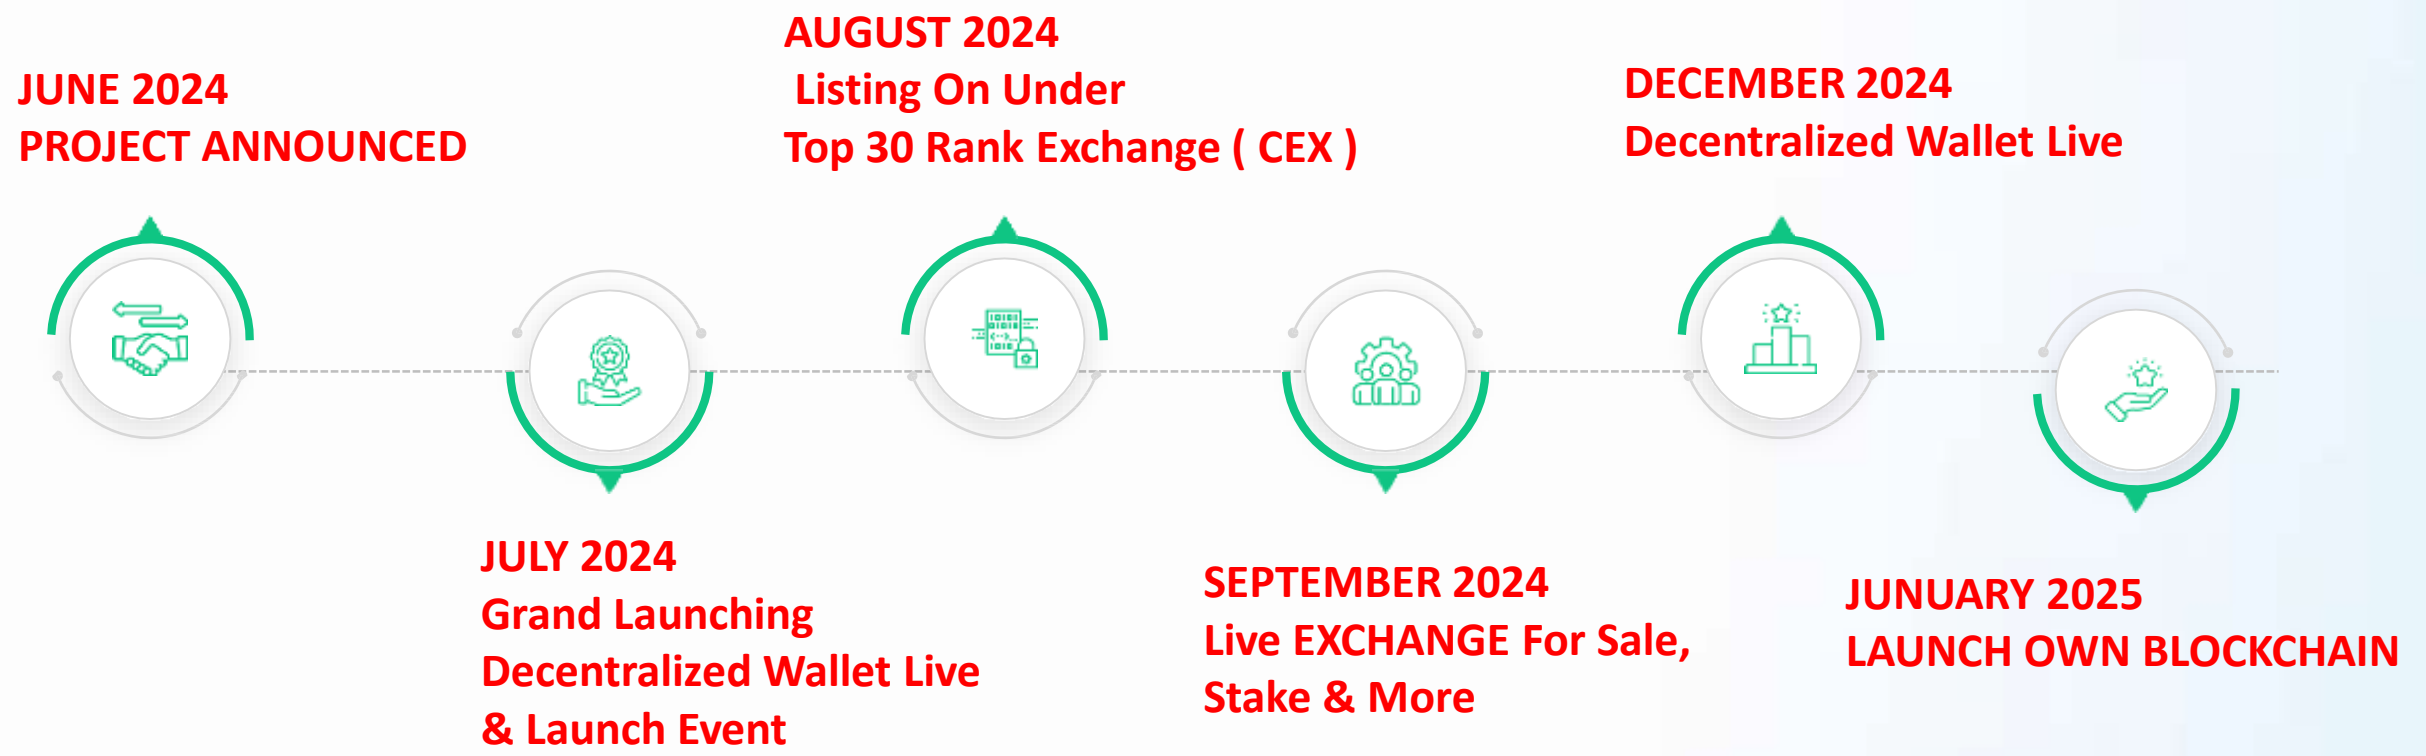 JUNE 2024
PROJECT ANNOUNCED
JULY 2024
Grand Launching
Decentralized Wallet Live
& Launch Event
AUGUST 2024
Listing On Under
Top 30 Rank Exchange ( CEX )
SEPTEMBER 2024
Live EXCHANGE For Sale,
Stake & More
DECEMBER 2024
Decentralized Wallet Live
JUNUARY 2025
LAUNCH OWN BLOCKCHAIN